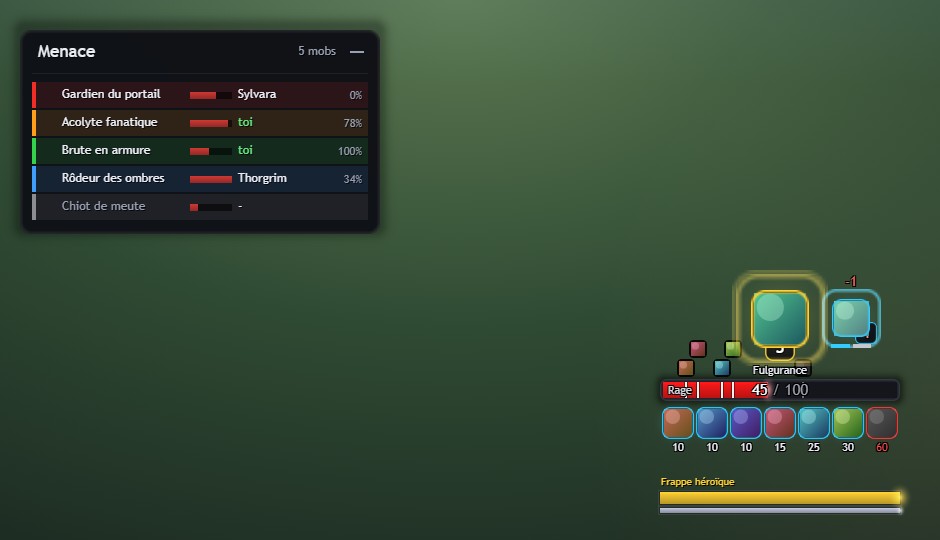 Menace 5 mobs
Gardien du portail Sylvara 0%
Acolyte fanatique toi 78%
Brute en armure toi 100%
Rôdeur des ombres Thorgrim 34%
Chiot de meute -
-1
Fulgurance
Rage 45 / 100
10 10 10 15 25 30 60
Frappe héroïque